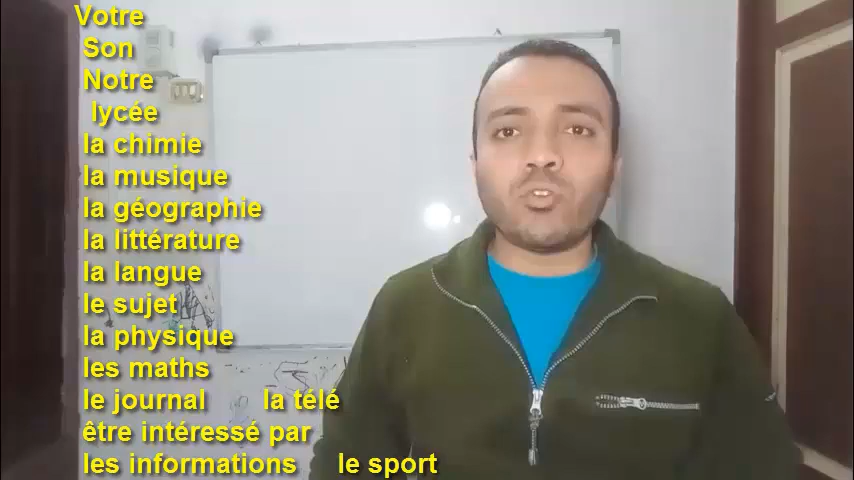 Votre
Son
Notre
lycée
la chimie
la musique
la géographie
la littérature
la langue
le sujet
la physique
les maths
le journal la télé
être intéressé par
les informations le sport